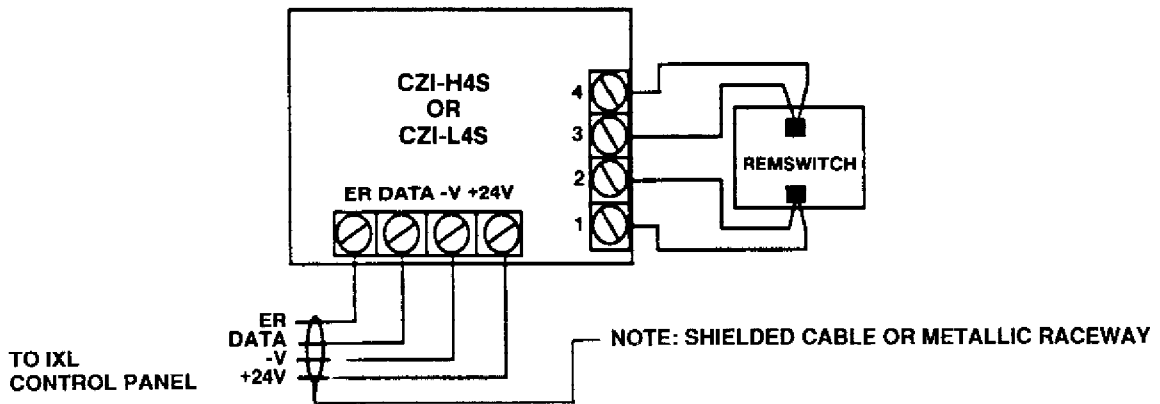 CZI-H4S
OR
CZI-L4S
4
3
2
1
REMSWITCH
ER DATA -V +24V
ER
DATA
-V
+24V
TO IXL
CONTROL PANEL
NOTE: SHIELDED CABLE OR METALLIC RACEWAY